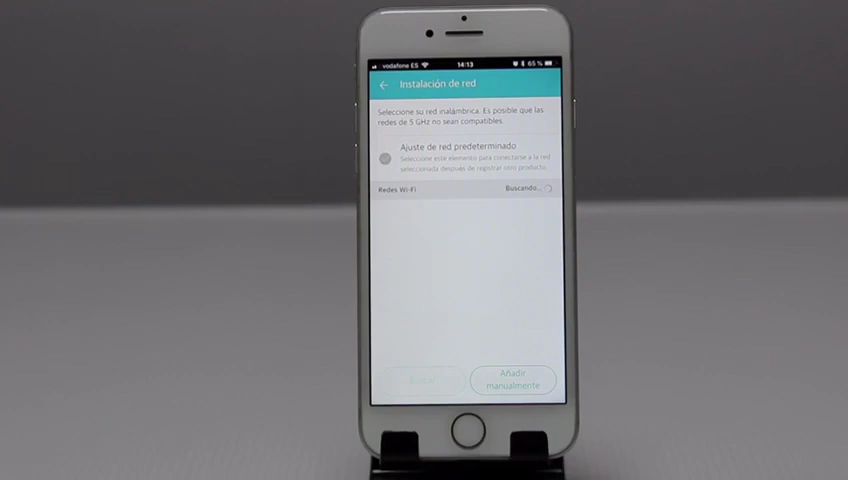 vodafone ES 14:13 65 %
Instalación de red
Seleccione su red inalámbrica. Es posible que las
redes de 5 GHz no sean compatibles.
Ajuste de red predeterminado
Seleccione este elemento para conectarse a la red
seleccionada después de registrar otro producto.
Redes Wi-Fi Buscando...
Añadir
manualmente